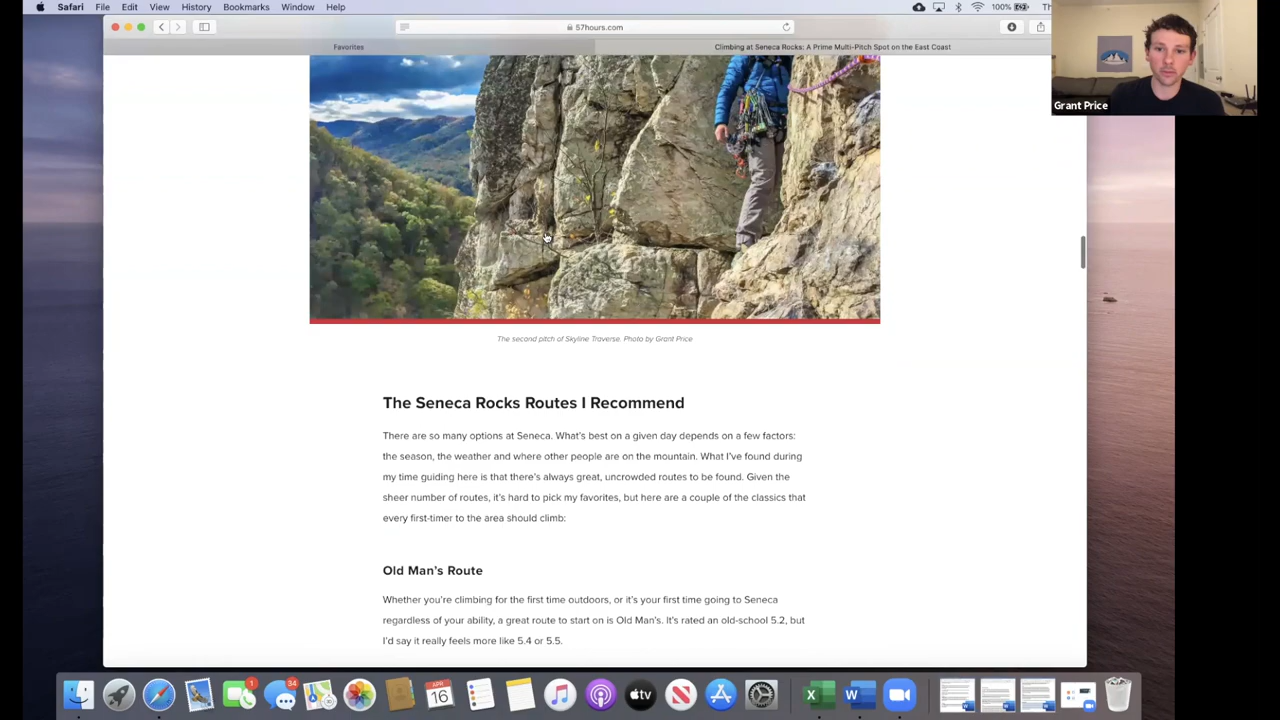 Safari File Edit View History Bookmarks Window Help 100% Th
57hours.com
Favorites Climbing at Seneca Rocks: A Prime Multi-Pitch Spot on the East Coast
Grant Price
The second pitch of Skyline Traverse. Photo by Grant Price
The Seneca Rocks Routes I Recommend
There are so many options at Seneca. What's best on a given day depends on a few factors:
the season, the weather and where other people are on the mountain. What I've found during
my time guiding here is that there's always great, uncrowded routes to be found. Given the
sheer number of routes, it's hard to pick my favorites, but here are a couple of the classics that
every first-timer to the area should climb:
Old Man's Route
Whether you're climbing for the first time outdoors, or it's your first time going to Seneca
regardless of your ability, a great route to start on is Old Man's. It's rated an old-school 5.2, but
I'd say it really feels more like 5.4 or 5.5.
1 34 APR 16 tv